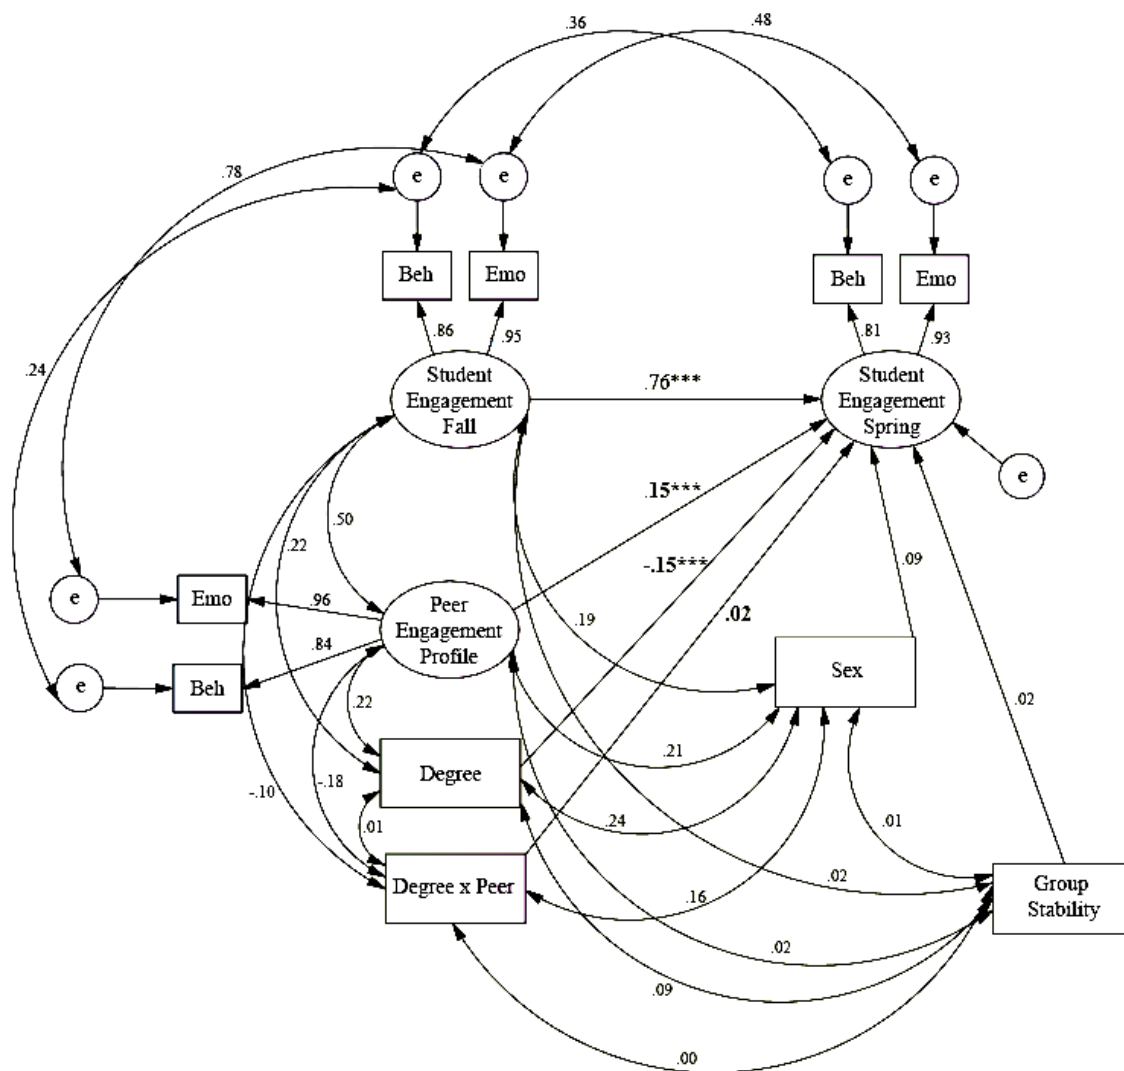 .36
.48
.78
e
e
e
e
Beh
Emo
Beh
Emo
.86
.95
.81
.93
.24
Student
Engagement
Fall
.76***
Student
Engagement
Spring
e
.15***
.50
.22
-.15***
.09
e
Emo
.96
Peer
Engagement
Profile
.02
.19
e
Beh
.84
Sex
.02
.22
.21
Degree
-.18
-.10
.24
.01
.01
Degree x Peer
.16
.02
Group
Stability
.02
.09
.00